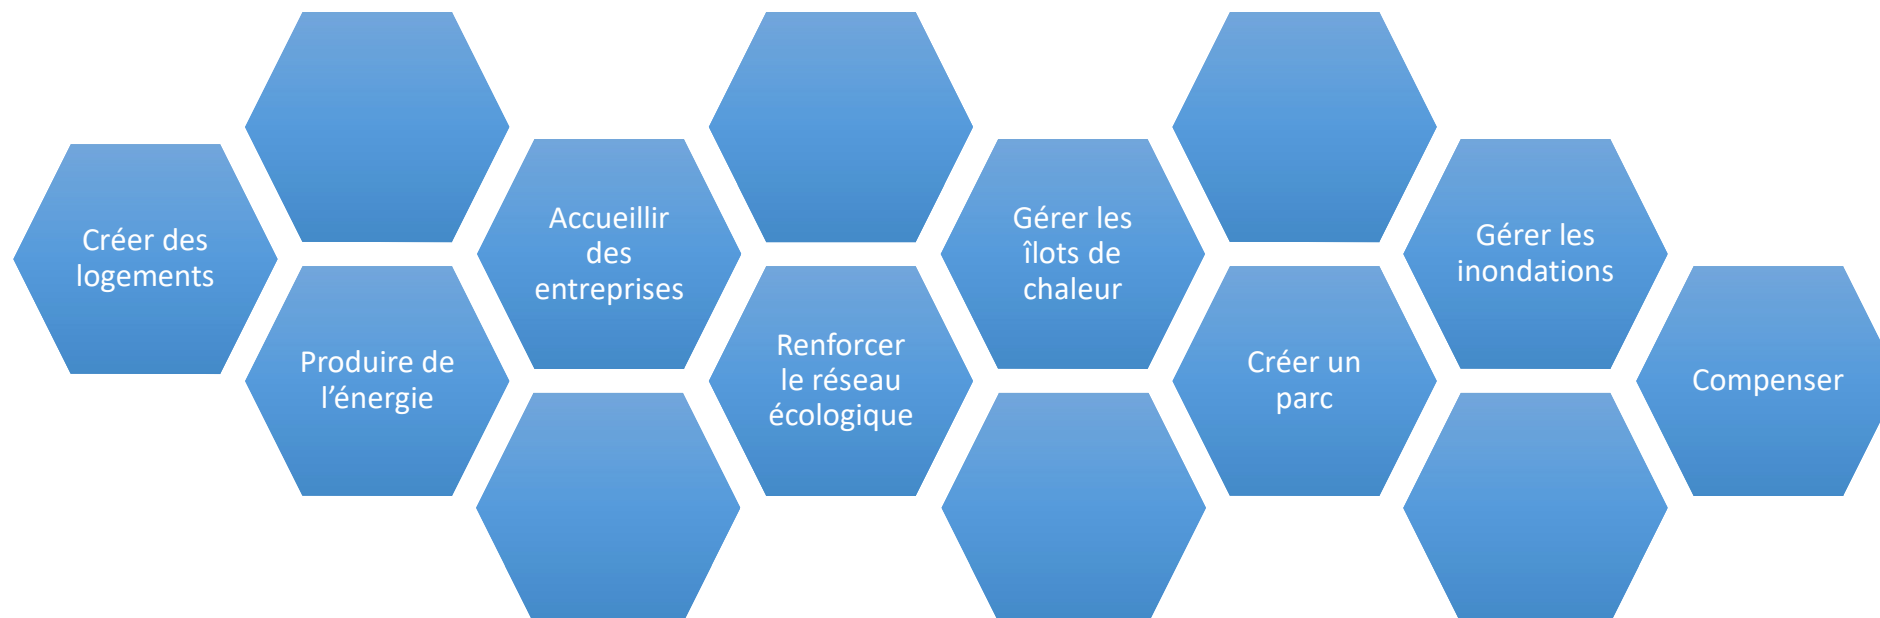 Créer des
logements
Produire de
l’énergie
Accueillir
des
entreprises
Renforcer
le réseau
écologique
Gérer les
îlots de
chaleur
Créer un
parc
Gérer les
inondations
Compenser